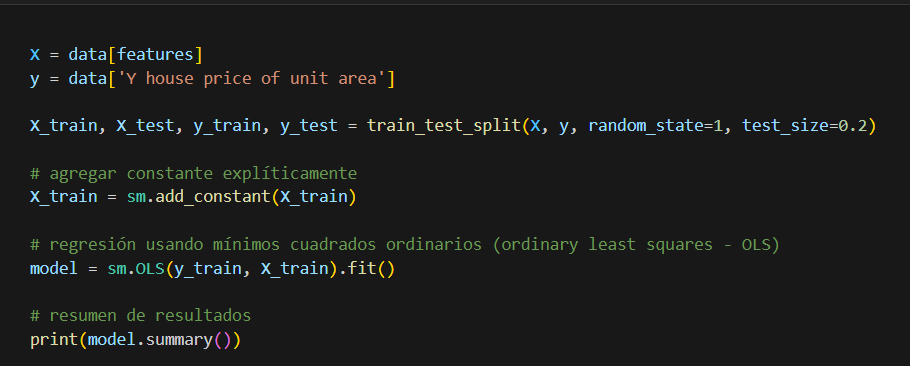 X = data[features]
y = data['Y house price of unit area']
X_train, X_test, y_train, y_test = train_test_split(X, y, random_state=1, test_size=0.2)
# agregar constante explíticamente
X_train = sm.add_constant(X_train)
# regresión usando mínimos cuadrados ordinarios (ordinary least squares - OLS)
model = sm.OLS(y_train, X_train).fit()
# resumen de resultados
print(model.summary())